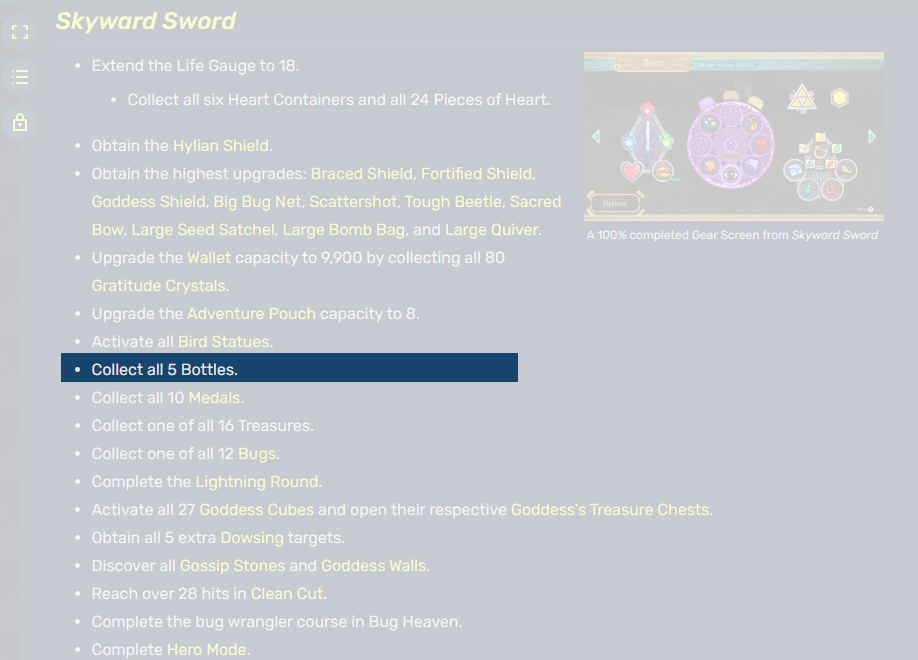 Skyward Sword
• Extend the Life Gauge to 18.
• Collect all six Heart Containers and all 24 Pieces of Heart.
• Obtain the Hylian Shield.
• Obtain the highest upgrades: Braced Shield, Fortified Shield,
Goddess Shield, Big Bug Net, Scattershot, Tough Beetle, Sacred
Bow, Large Seed Satchel, Large Bomb Bag, and Large Quiver.
• Upgrade the Wallet capacity to 9,900 by collecting all 80
Gratitude Crystals.
• Upgrade the Adventure Pouch capacity to 8.
• Activate all Bird Statues.
• Collect all 5 Bottles.
• Collect all 10 Medals.
• Collect one of all 16 Treasures.
• Collect one of all 12 Bugs.
• Complete the Lightning Round.
• Activate all 27 Goddess Cubes and open their respective Goddess's Treasure Chests.
• Obtain all 5 extra Dowsing targets.
• Discover all Gossip Stones and Goddess Walls.
• Reach over 28 hits in Clean Cut.
• Complete the bug wrangler course in Bug Heaven.
• Complete Hero Mode.
Gear
Options
A 100% completed Gear Screen from Skyward Sword